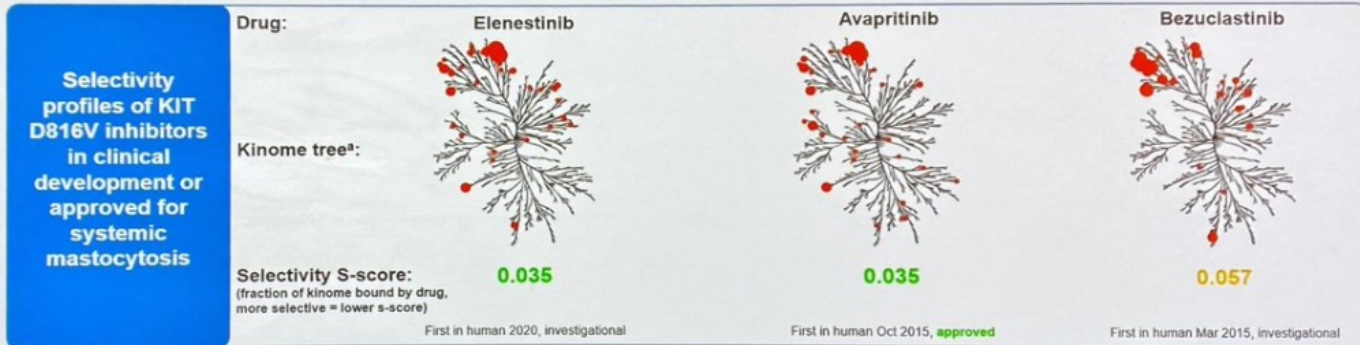 Selectivity
profiles of KIT
D816V inhibitors
in clinical
development or
approved for
systemic
mastocytosis
Drug:
Elenestinib
Avapritinib
Bezuclastinib
Kinome treeᵃ:
Selectivity S-score:
(fraction of kinome bound by drug,
more selective = lower s-score)
0.035
0.035
0.057
First in human 2020, investigational
First in human Oct 2015, approved
First in human Mar 2015, investigational